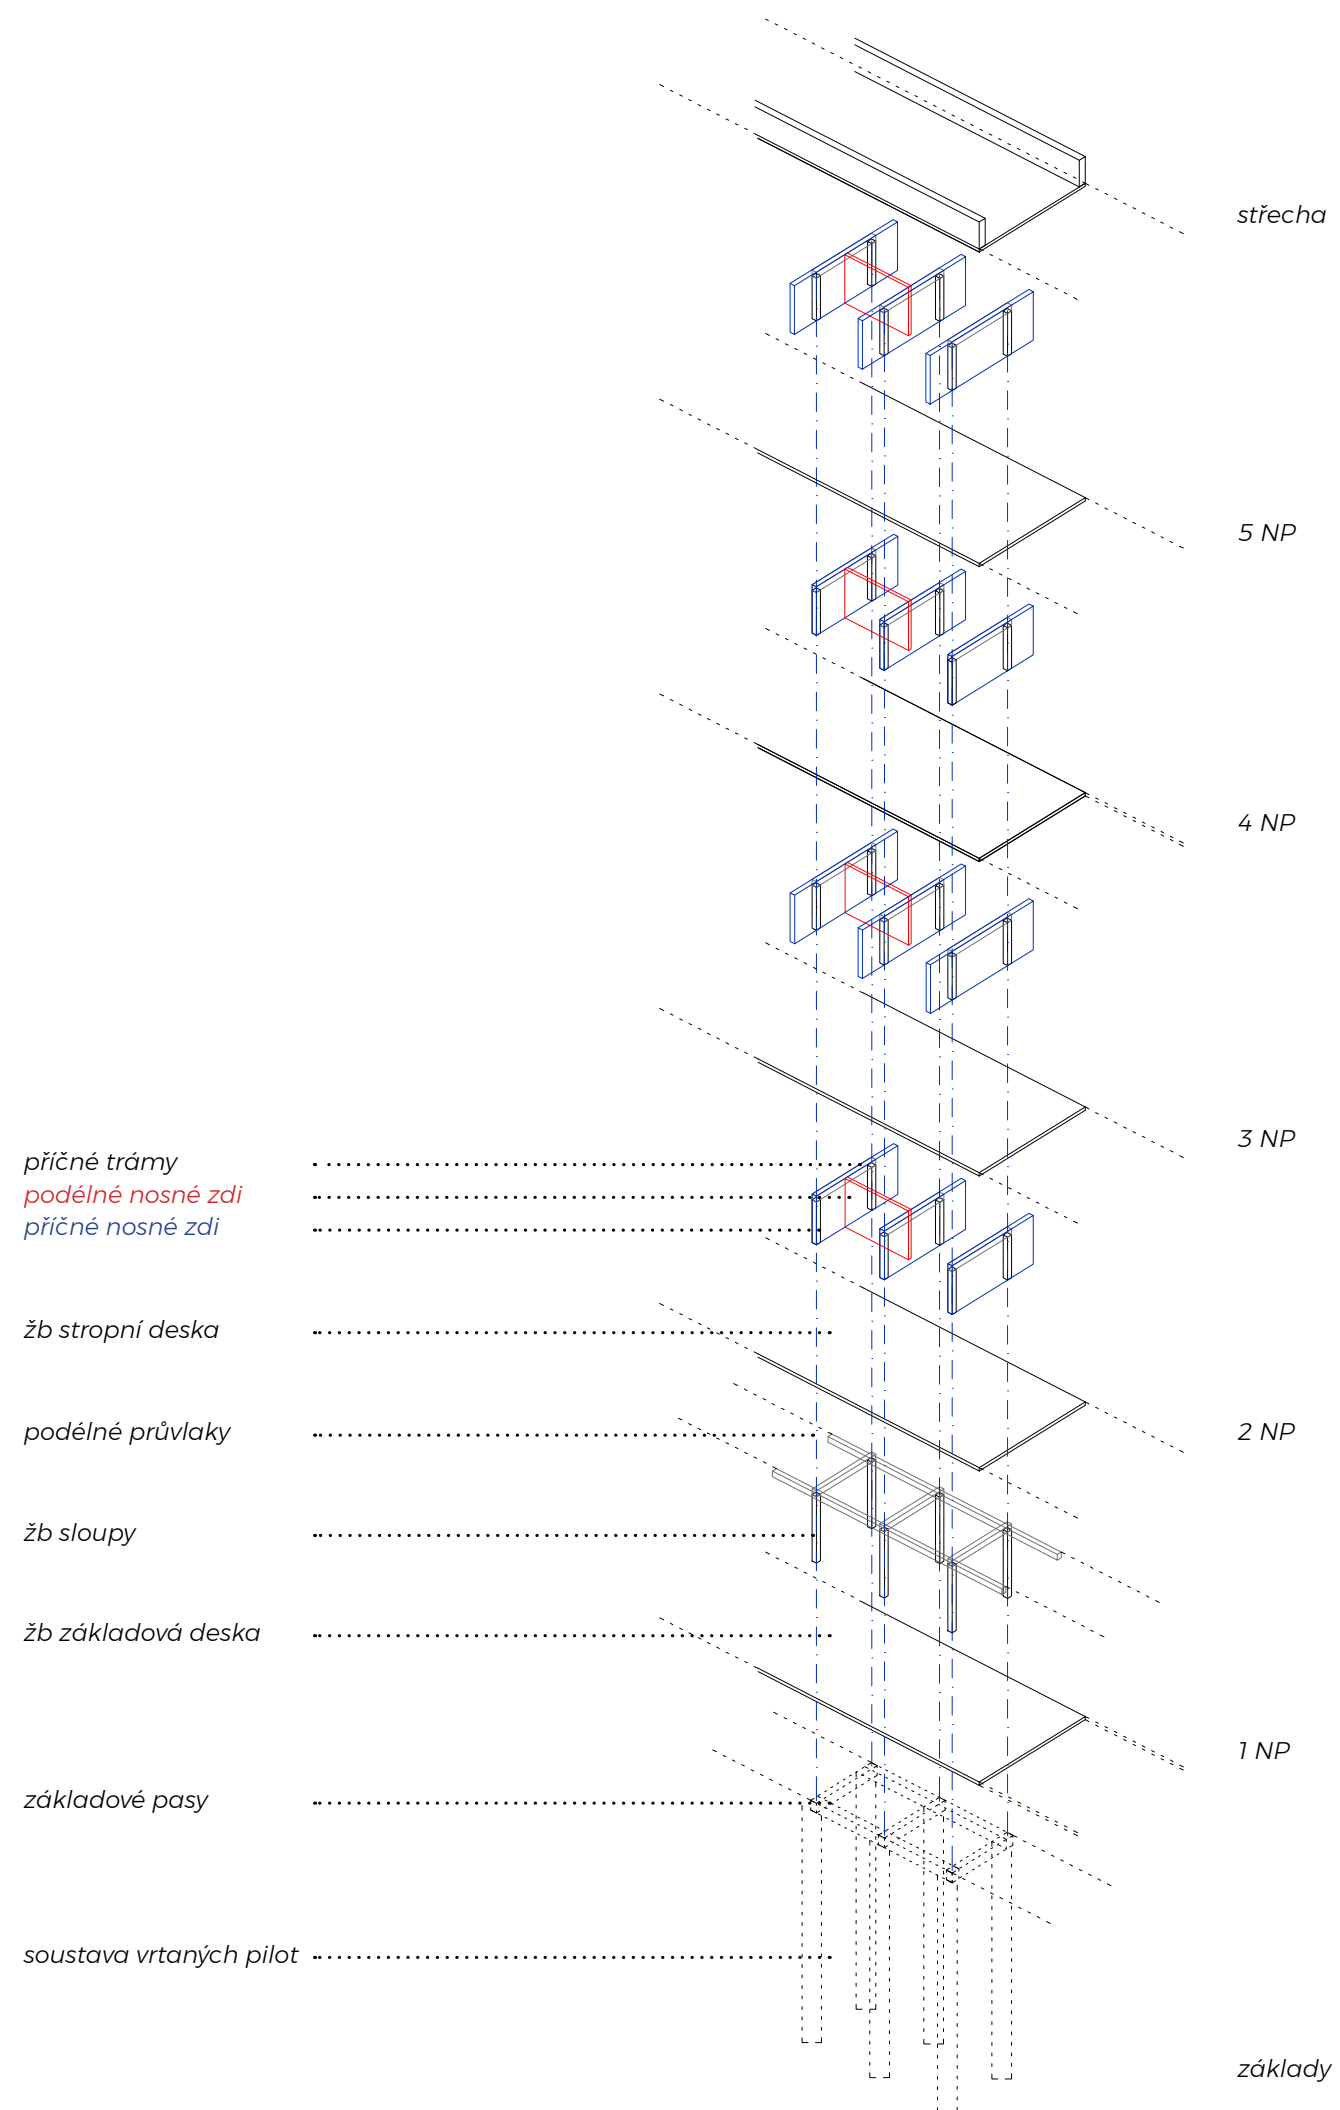 střecha
5 NP
4 NP
3 NP
příčné trámy
podélné nosné zdi
příčné nosné zdi
žb stropní deska
podélné průvlaky
2 NP
žb sloupy
žb základová deska
1 NP
základové pasy
soustava vrtaných pilot
základy